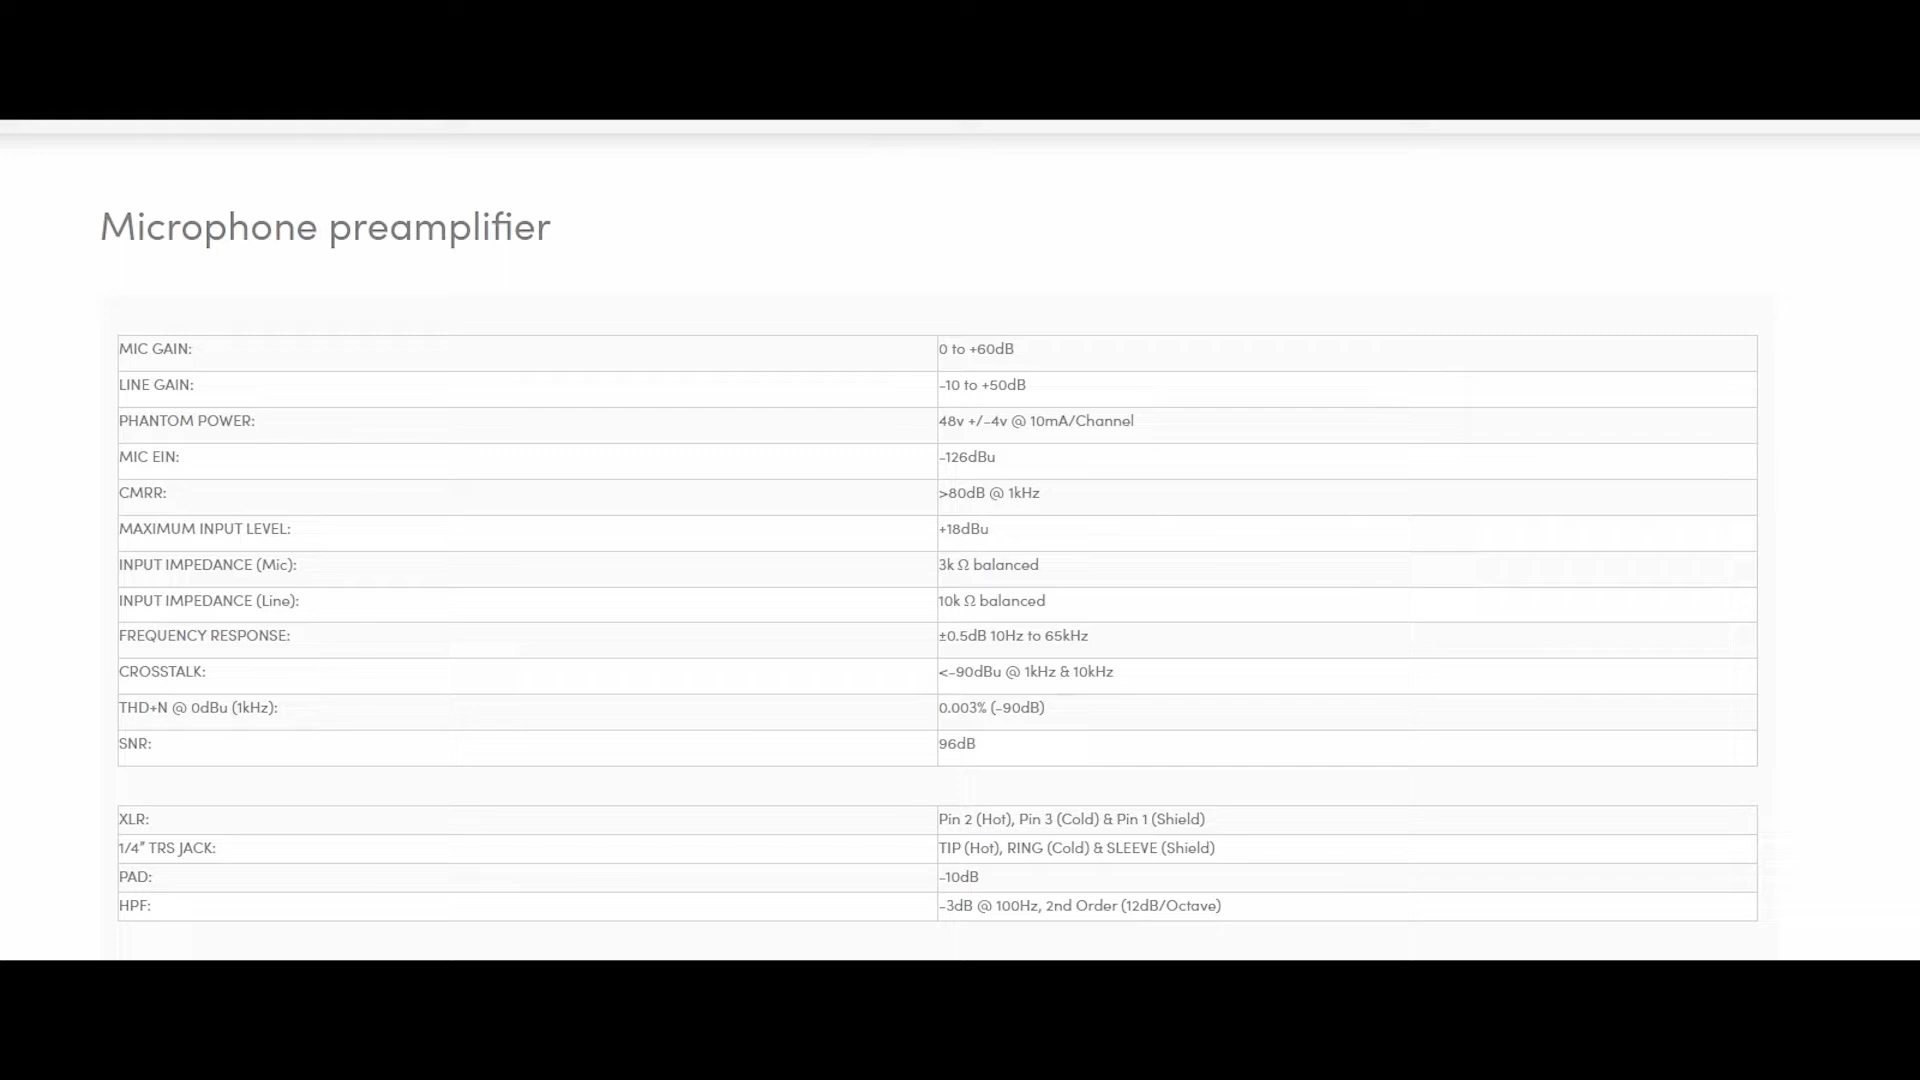 Microphone preamplifier
MIC GAIN: 0 to +60dB
LINE GAIN: -10 to +50dB
PHANTOM POWER: 48v +/-4v @ 10mA/Channel
MIC EIN: -126dBu
CMRR: >80dB @ 1kHz
MAXIMUM INPUT LEVEL: +18dBu
INPUT IMPEDANCE (Mic): 3k Ω balanced
INPUT IMPEDANCE (Line): 10k Ω balanced
FREQUENCY RESPONSE: ±0.5dB 10Hz to 65kHz
CROSSTALK: <-90dBu @ 1kHz & 10kHz
THD+N @ 0dBu (1kHz): 0.003% (-90dB)
SNR: 96dB
XLR: Pin 2 (Hot), Pin 3 (Cold) & Pin 1 (Shield)
1/4” TRS JACK: TIP (Hot), RING (Cold) & SLEEVE (Shield)
PAD: -10dB
HPF: -3dB @ 100Hz, 2nd Order (12dB/Octave)